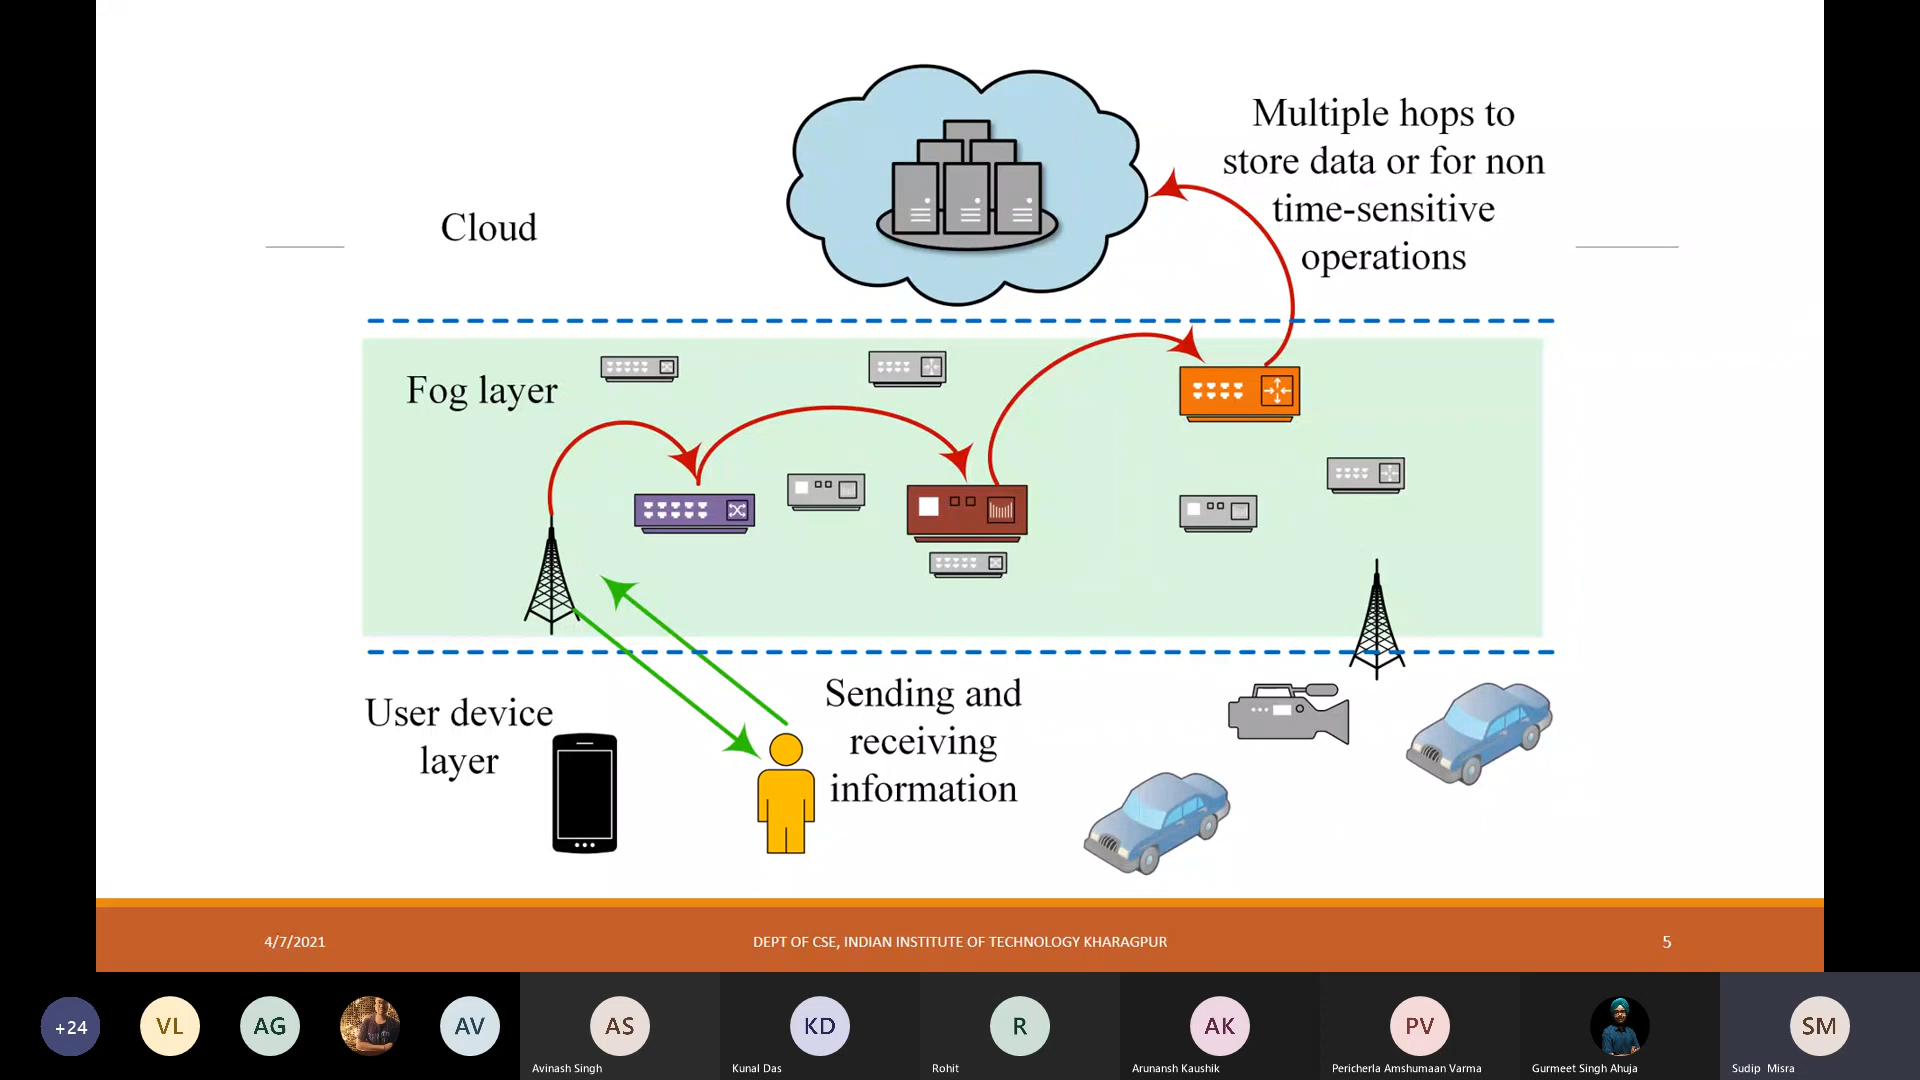 Multiple hops to
store data or for non
time-sensitive
operations
Cloud
Fog layer
User device
layer
Sending and
receiving
information
4/7/2021
DEPT OF CSE, INDIAN INSTITUTE OF TECHNOLOGY KHARAGPUR
5
+24
VL
AG
AV
AS
KD
R
AK
PV
SM
Avinash Singh
Kunal Das
Rohit
Arunansh Kaushik
Pericherla Amshumaan Varma
Gurmeet Singh Ahuja
Sudip Misra